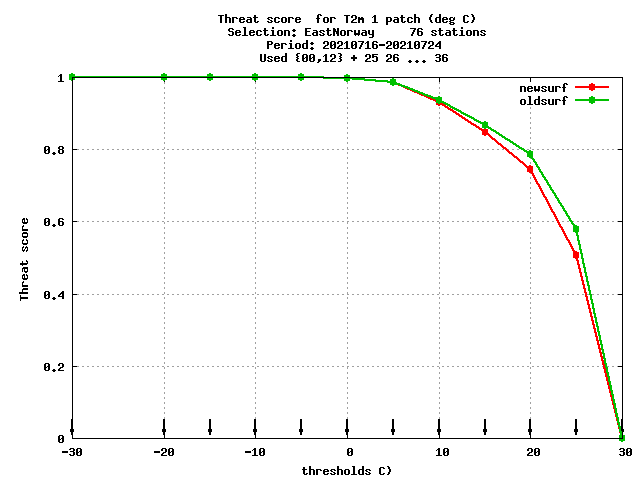 Threat score  for T2m 1 patch (deg C)
Selection: EastNorway     76 stations
Period: 20210716-20210724
Used {00,12} + 25 26 ... 36
newsurf
oldsurf
1
0.8
0.6
0.4
0.2
0
Threat score
-30
-20
-10
0
10
20
30
thresholds C)